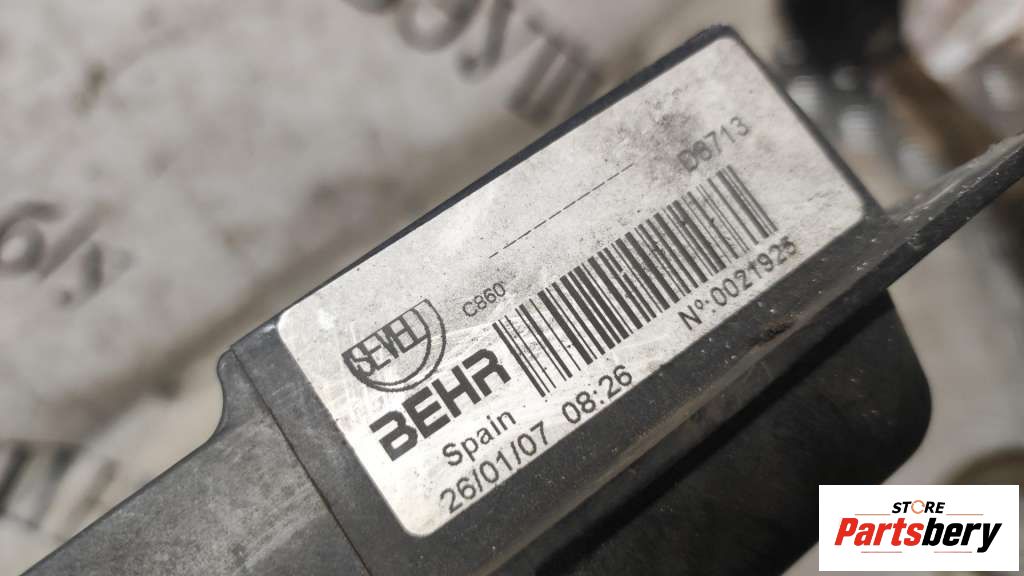 D8713
C860
SEVEL
BEHR
Nº:0021925
Spain
26/01/07 08:26
STORE
Partsbery